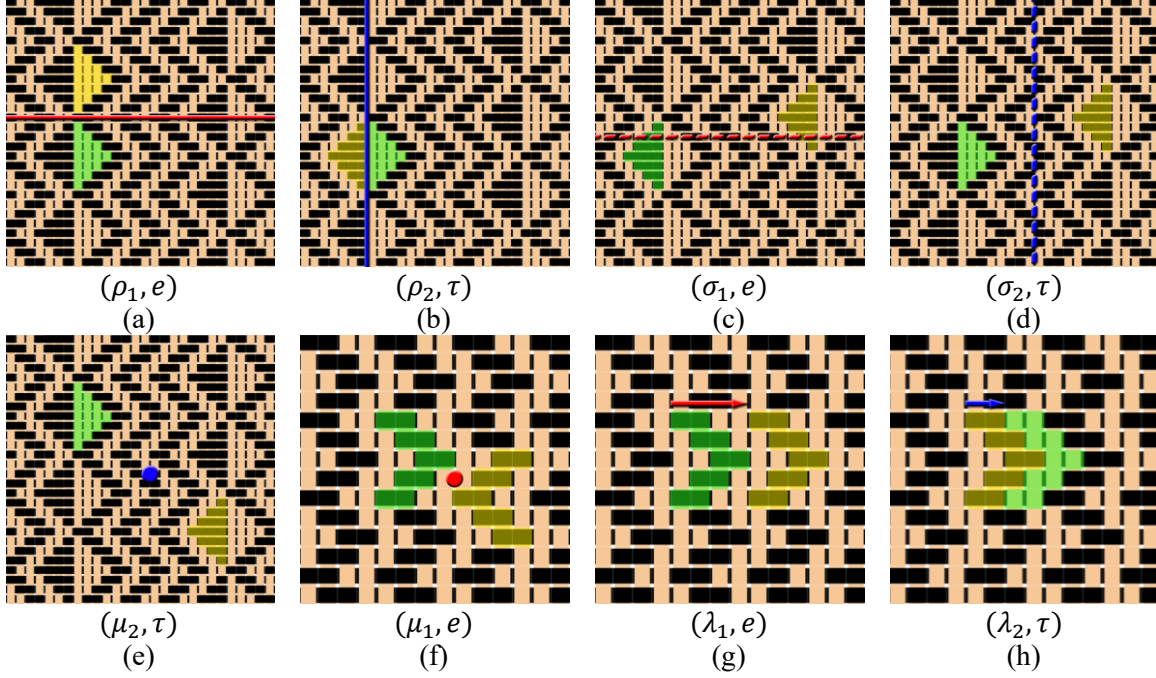 (ρ₁, e)
(a)
(ρ₂, τ)
(b)
(σ₁, e)
(c)
(σ₂, τ)
(d)
(μ₂, τ)
(e)
(μ₁, e)
(f)
(λ₁, e)
(g)
(λ₂, τ)
(h)